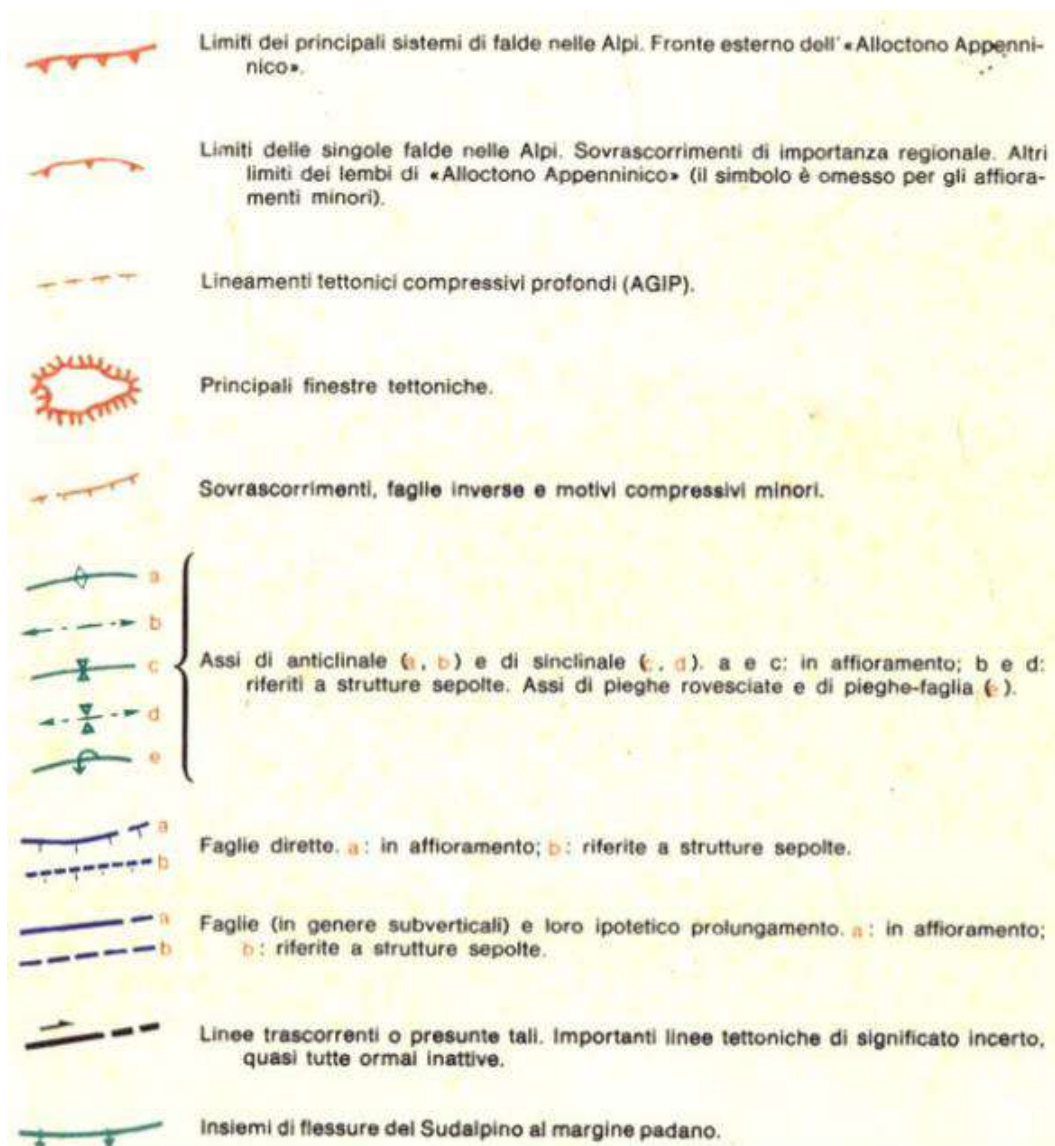 Limiti dei principali sistemi di falde nelle Alpi. Fronte esterno dell'«Alloctono Appenni-
nico».
Limiti delle singole falde nelle Alpi. Sovrascorrimenti di importanza regionale. Altri
limiti dei lembi di «Alloctono Appenninico» (il simbolo è omesso per gli affiora-
menti minori).
Lineamenti tettonici compressivi profondi (AGIP).
Principali finestre tettoniche.
Sovrascorrimenti, faglie inverse e motivi compressivi minori.
a
b
c
d
e
Assi di anticlinale (a, b) e di sinclinale (c, d). a e c: in affioramento; b e d:
riferiti a strutture sepolte. Assi di pieghe rovesciate e di pieghe-faglia (e).
a
b
Faglie dirette. a: in affioramento; b: riferite a strutture sepolte.
a
b
Faglie (in genere subverticali) e loro ipotetico prolungamento. a: in affioramento;
b: riferite a strutture sepolte.
Linee trascorrenti o presunte tali. Importanti linee tettoniche di significato incerto,
quasi tutte ormai inattive.
Insiemi di flessure del Sudalpino al margine padano.